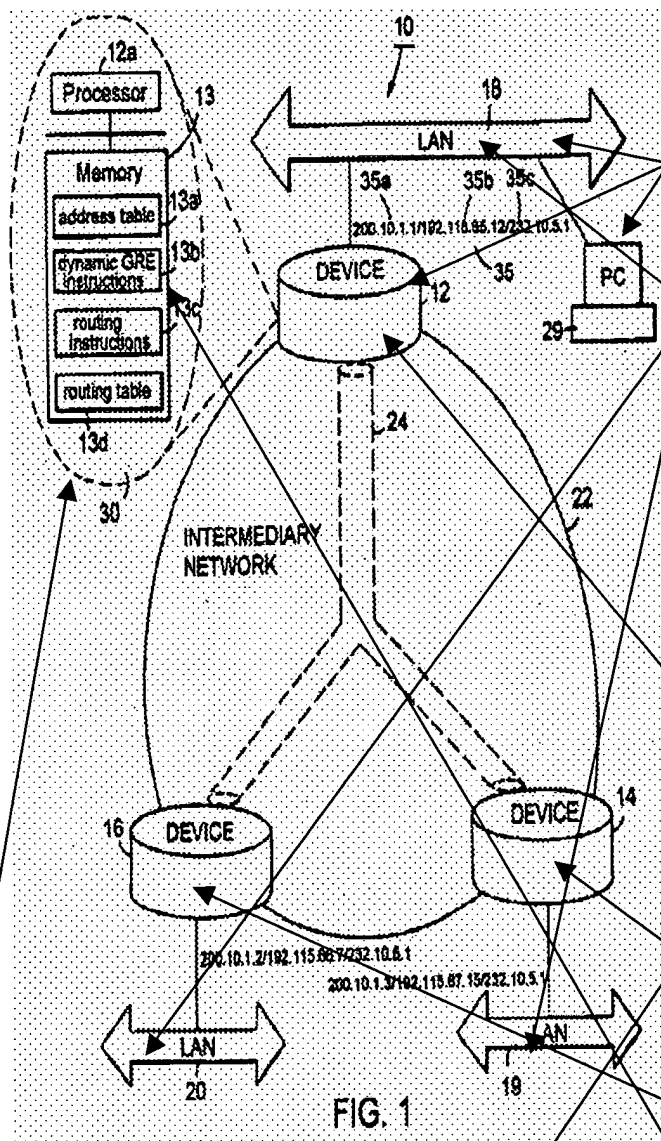 10
12a
Processor
13
18
LAN
Memory
35a
35b
35c
address table
13a
200.10.1.1/192.115.65.12/232.10.5.1
dynamic GRE
instructions
13b
DEVICE
35
PC
12
13c
routing
instructions
29
routing table
24
13d
22
30
INTERMEDIARY
NETWORK
16
DEVICE
DEVICE
14
200.10.1.2/192.115.66.7/232.10.5.1
200.10.1.3/192.115.67.15/232.10.5.1
LAN
AN
20
19
FIG. 1